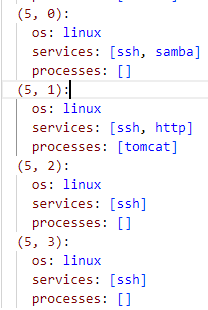 (5, 0):
os: linux
services: [ssh, samba]
processes: []
(5, 1):
os: linux
services: [ssh, http]
processes: [tomcat]
(5, 2):
os: linux
services: [ssh]
processes: []
(5, 3):
os: linux
services: [ssh]
processes: []